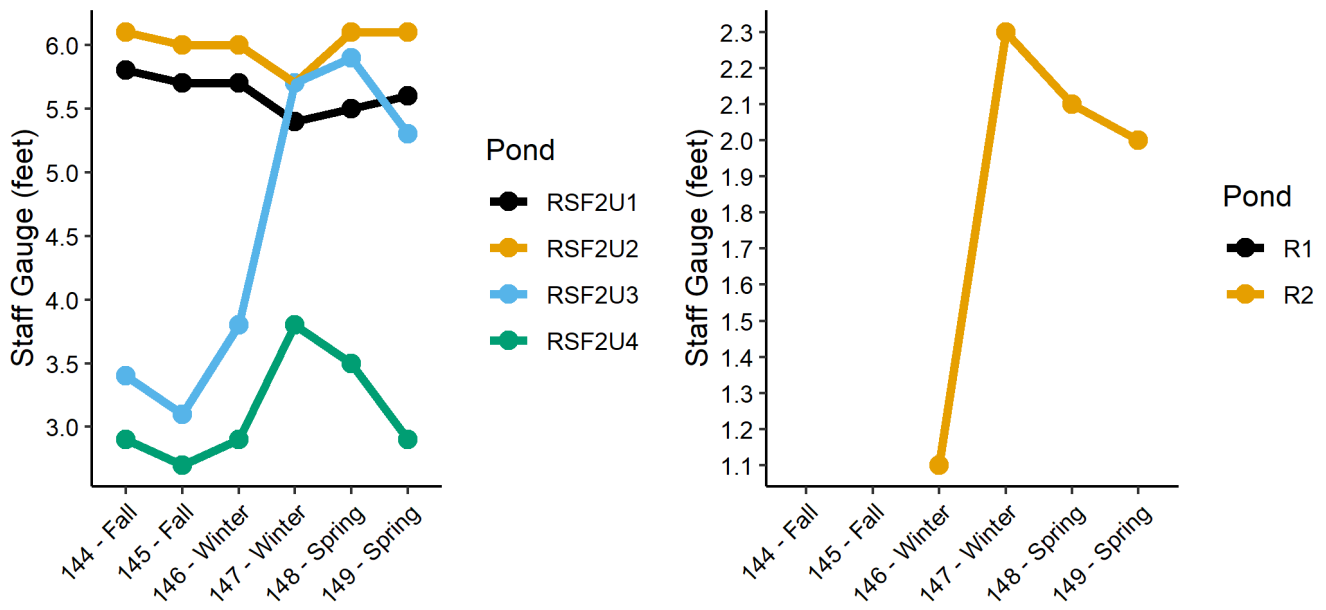 Staff Gauge (feet)
6.0
5.5
5.0
4.5
4.0
3.5
3.0
144 - Fall
145 - Fall
146 - Winter
147 - Winter
148 - Spring
149 - Spring
Pond
RSF2U1
RSF2U2
RSF2U3
RSF2U4
Staff Gauge (feet)
2.3
2.2
2.1
2.0
1.9
1.8
1.7
1.6
1.5
1.4
1.3
1.2
1.1
144 - Fall
145 - Fall
146 - Winter
147 - Winter
148 - Spring
149 - Spring
Pond
R1
R2